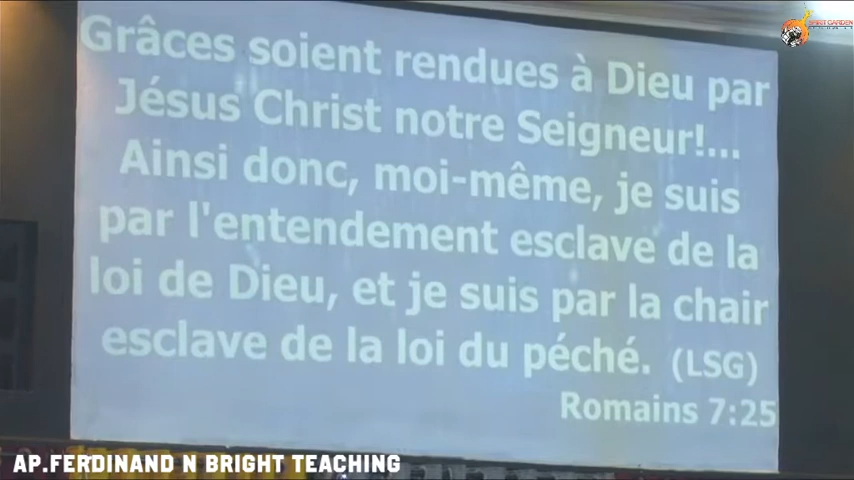 Grâces soient rendues à Dieu par
Jésus Christ notre Seigneur!...
Ainsi donc, moi-même, je suis
par l'entendement esclave de la
loi de Dieu, et je suis par la chair
esclave de la loi du péché. (LSG)
Romains 7:25
AP.FERDINAND N BRIGHT TEACHING